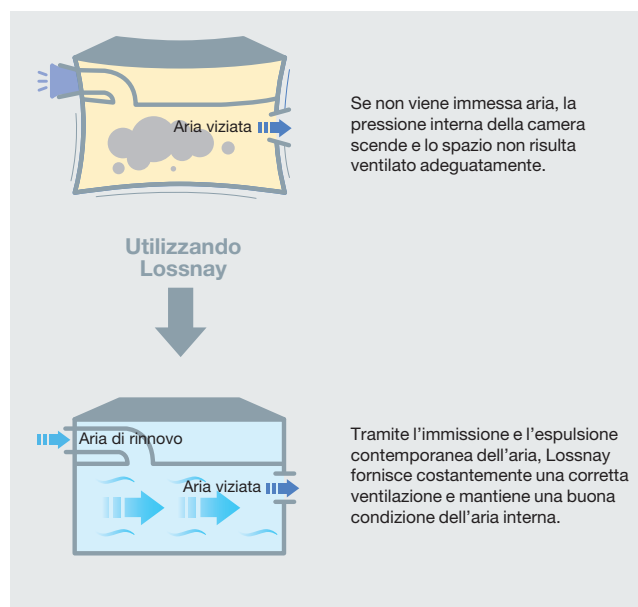 Aria viziata
Se non viene immessa aria, la
pressione interna della camera
scende e lo spazio non risulta
ventilato adeguatamente.
Utilizzando
Lossnay
Aria di rinnovo
Aria viziata
Tramite l’immissione e l’espulsione
contemporanea dell’aria, Lossnay
fornisce costantemente una corretta
ventilazione e mantiene una buona
condizione dell’aria interna.